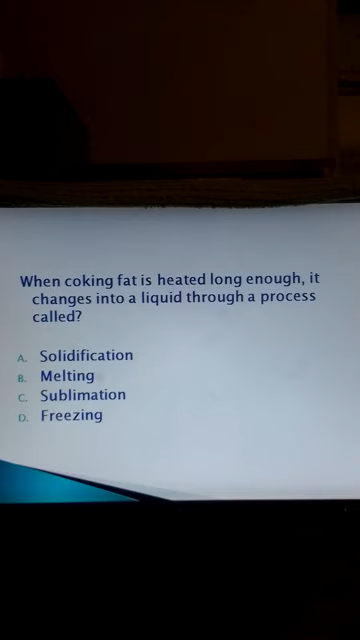 When coking fat is heated long enough, it
changes into a liquid through a process
called?
A. Solidification
B. Melting
C. Sublimation
D. Freezing